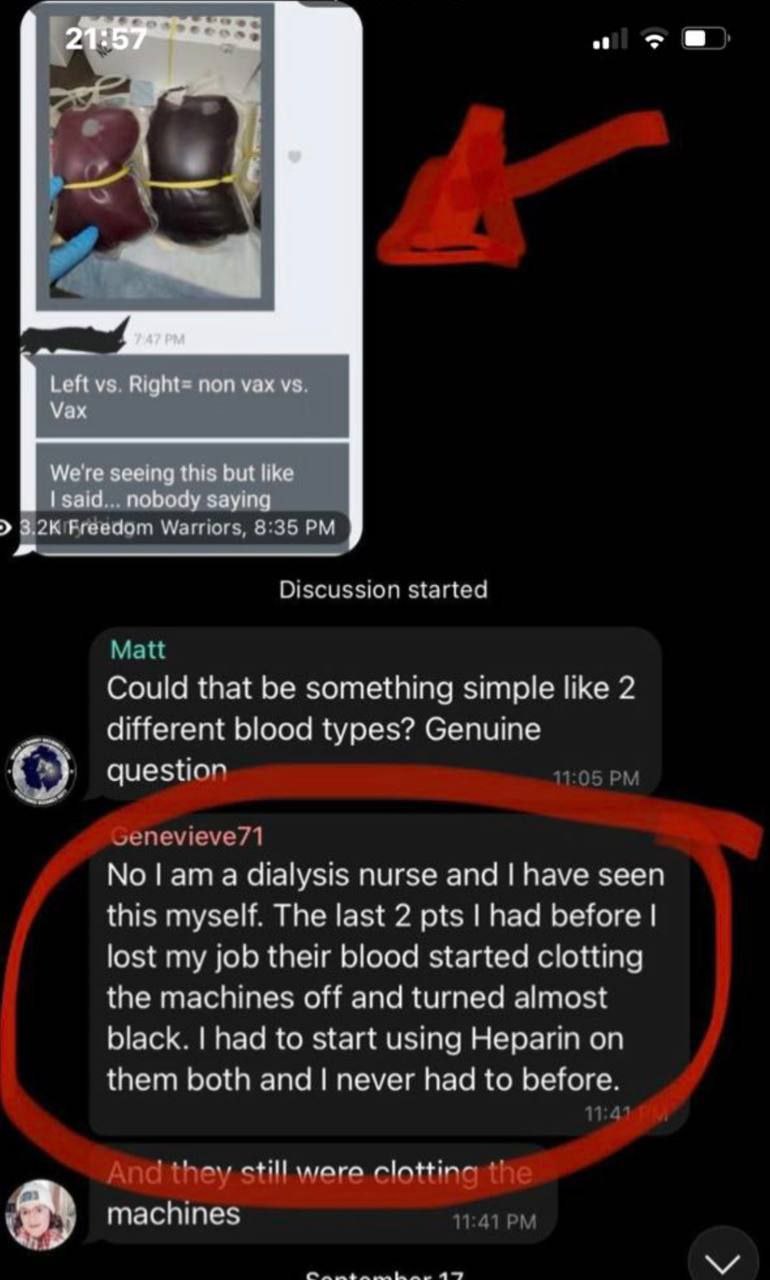 21:57
7:47 PM
Left vs. Right= non vax vs.
Vax
We're seeing this but like
I said... nobody saying
3.2K Freedom Warriors, 8:35 PM
Discussion started
Matt
Could that be something simple like 2
different blood types? Genuine
question
11:05 PM
Genevieve71
No I am a dialysis nurse and I have seen
this myself. The last 2 pts I had before I
lost my job their blood started clotting
the machines off and turned almost
black. I had to start using Heparin on
them both and I never had to before.
11:41 PM
And they still were clotting the
machines
11:41 PM
September 17